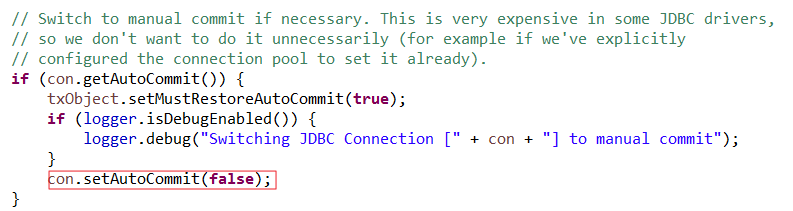 // Switch to manual commit if necessary. This is very expensive in some JDBC drivers,
// so we don't want to do it unnecessarily (for example if we've explicitly
// configured the connection pool to set it already).
if (con.getAutoCommit()) {
    txObject.setMustRestoreAutoCommit(true);
    if (logger.isDebugEnabled()) {
        logger.debug("Switching JDBC Connection [" + con + "] to manual commit");
    }
    con.setAutoCommit(false);
}